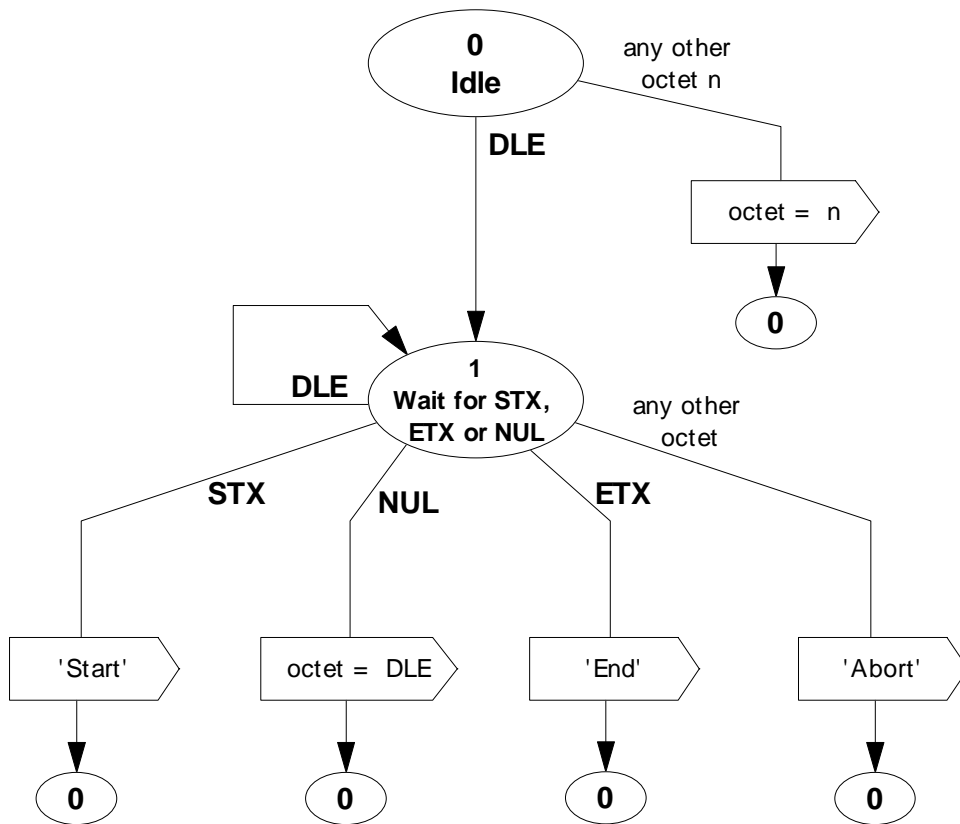 0
Idle
any other
octet n
DLE
octet = n
0
DLE
1
Wait for STX,
ETX or NUL
any other
octet
STX
NUL
ETX
'Start'
octet = DLE
'End'
'Abort'
0
0
0
0